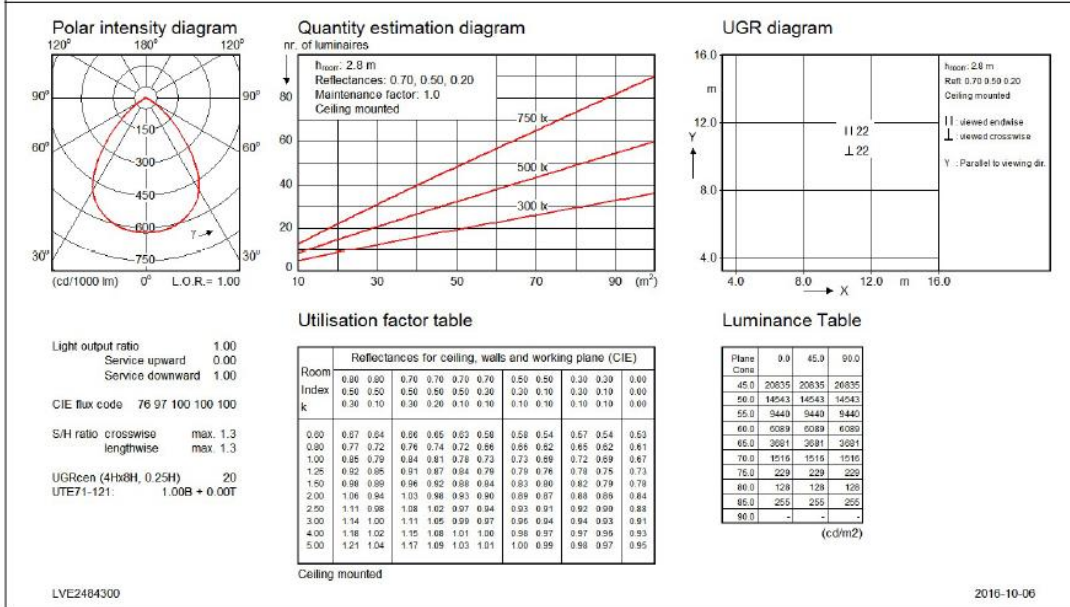 Polar intensity diagram
120° 180° 120°
90° 90°
60° 60°
30° 30°
150
300
450
600
750
γ
(cd/1000 lm) 0° L.O.R.= 1.00
Quantity estimation diagram
nr. of luminaires
h room: 2.8 m
Reflectances: 0.70, 0.50, 0.20
Maintenance factor: 1.0
Ceiling mounted
80
60
40
20
0
750 lx
500 lx
300 lx
10 30 50 70 90 (m²)
UGR diagram
16.0
m
12.0
Y
8.0
4.0
4.0 8.0 12.0 m 16.0
X
|| 22
⊥ 22
h room: 2.8 m
Refl: 0.70 0.50 0.20
Ceiling mounted
|| : viewed endwise
⊥ : viewed crosswise
Y : Parallel to viewing dir.
Light output ratio 1.00
Service upward 0.00
Service downward 1.00
CIE flux code 76 97 100 100 100
S/H ratio crosswise max. 1.3
lengthwise max. 1.3
UGRcen (4Hx8H, 0.25H) 20
UTE71-121: 1.00B + 0.00T
Utilisation factor table
Room Index k
Reflectances for ceiling, walls and working plane (CIE)
0.80 0.80 0.70 0.70 0.70 0.70 0.50 0.50 0.30 0.30 0.00
0.50 0.50 0.50 0.50 0.50 0.30 0.30 0.10 0.30 0.10 0.00
0.30 0.10 0.30 0.20 0.10 0.10 0.10 0.10 0.10 0.10 0.00
0.60 0.67 0.64 0.66 0.65 0.63 0.58 0.58 0.54 0.57 0.54 0.53
0.80 0.77 0.72 0.76 0.74 0.72 0.66 0.66 0.62 0.65 0.62 0.61
1.00 0.85 0.79 0.84 0.81 0.78 0.73 0.73 0.69 0.72 0.69 0.67
1.25 0.92 0.85 0.91 0.87 0.84 0.79 0.79 0.76 0.78 0.75 0.73
1.50 0.98 0.89 0.96 0.92 0.88 0.84 0.83 0.80 0.82 0.79 0.78
2.00 1.06 0.94 1.03 0.98 0.93 0.90 0.89 0.87 0.88 0.86 0.84
2.50 1.11 0.98 1.08 1.02 0.97 0.94 0.93 0.91 0.92 0.90 0.88
3.00 1.14 1.00 1.11 1.05 0.99 0.97 0.96 0.94 0.94 0.93 0.91
4.00 1.18 1.02 1.15 1.08 1.01 1.00 0.98 0.97 0.97 0.96 0.93
5.00 1.21 1.04 1.17 1.09 1.03 1.01 1.00 0.99 0.98 0.97 0.95
Ceiling mounted
Luminance Table
Plane Cone 0.0 45.0 90.0
45.0 20835 20835 20835
50.0 14543 14543 14543
55.0 9440 9440 9440
60.0 6089 6089 6089
65.0 3681 3681 3681
70.0 1516 1516 1516
75.0 229 229 229
80.0 128 128 128
85.0 255 255 255
90.0 - - -
(cd/m2)
LVE2484300
2016-10-06